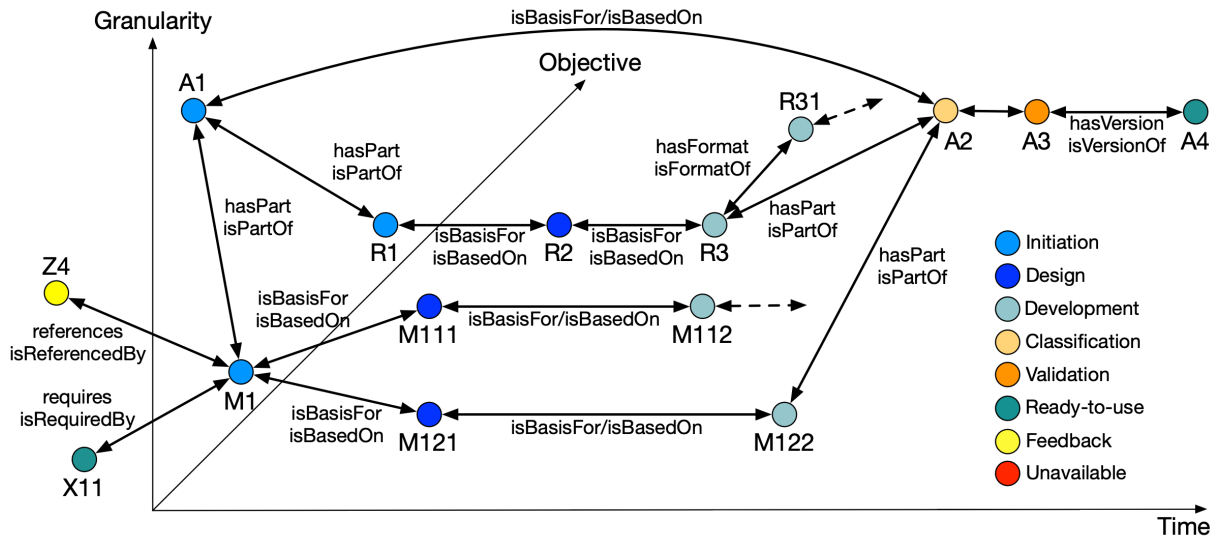 Granularity
isBasisFor/isBasedOn
Objective
A1
R31
hasFormat
isFormatOf
A2
A3
hasVersion
isVersionOf
A4
hasPart
isPartOf
hasPart
isPartOf
R1
isBasisFor
isBasedOn
R2
isBasisFor
isBasedOn
R3
hasPart
isPartOf
hasPart
isPartOf
Z4
references
isReferencedBy
isBasisFor
isBasedOn
M111
isBasisFor/isBasedOn
M112
requires
isRequiredBy
M1
isBasisFor
isBasedOn
M121
isBasisFor/isBasedOn
M122
X11
Initiation
Design
Development
Classification
Validation
Ready-to-use
Feedback
Unavailable
Time